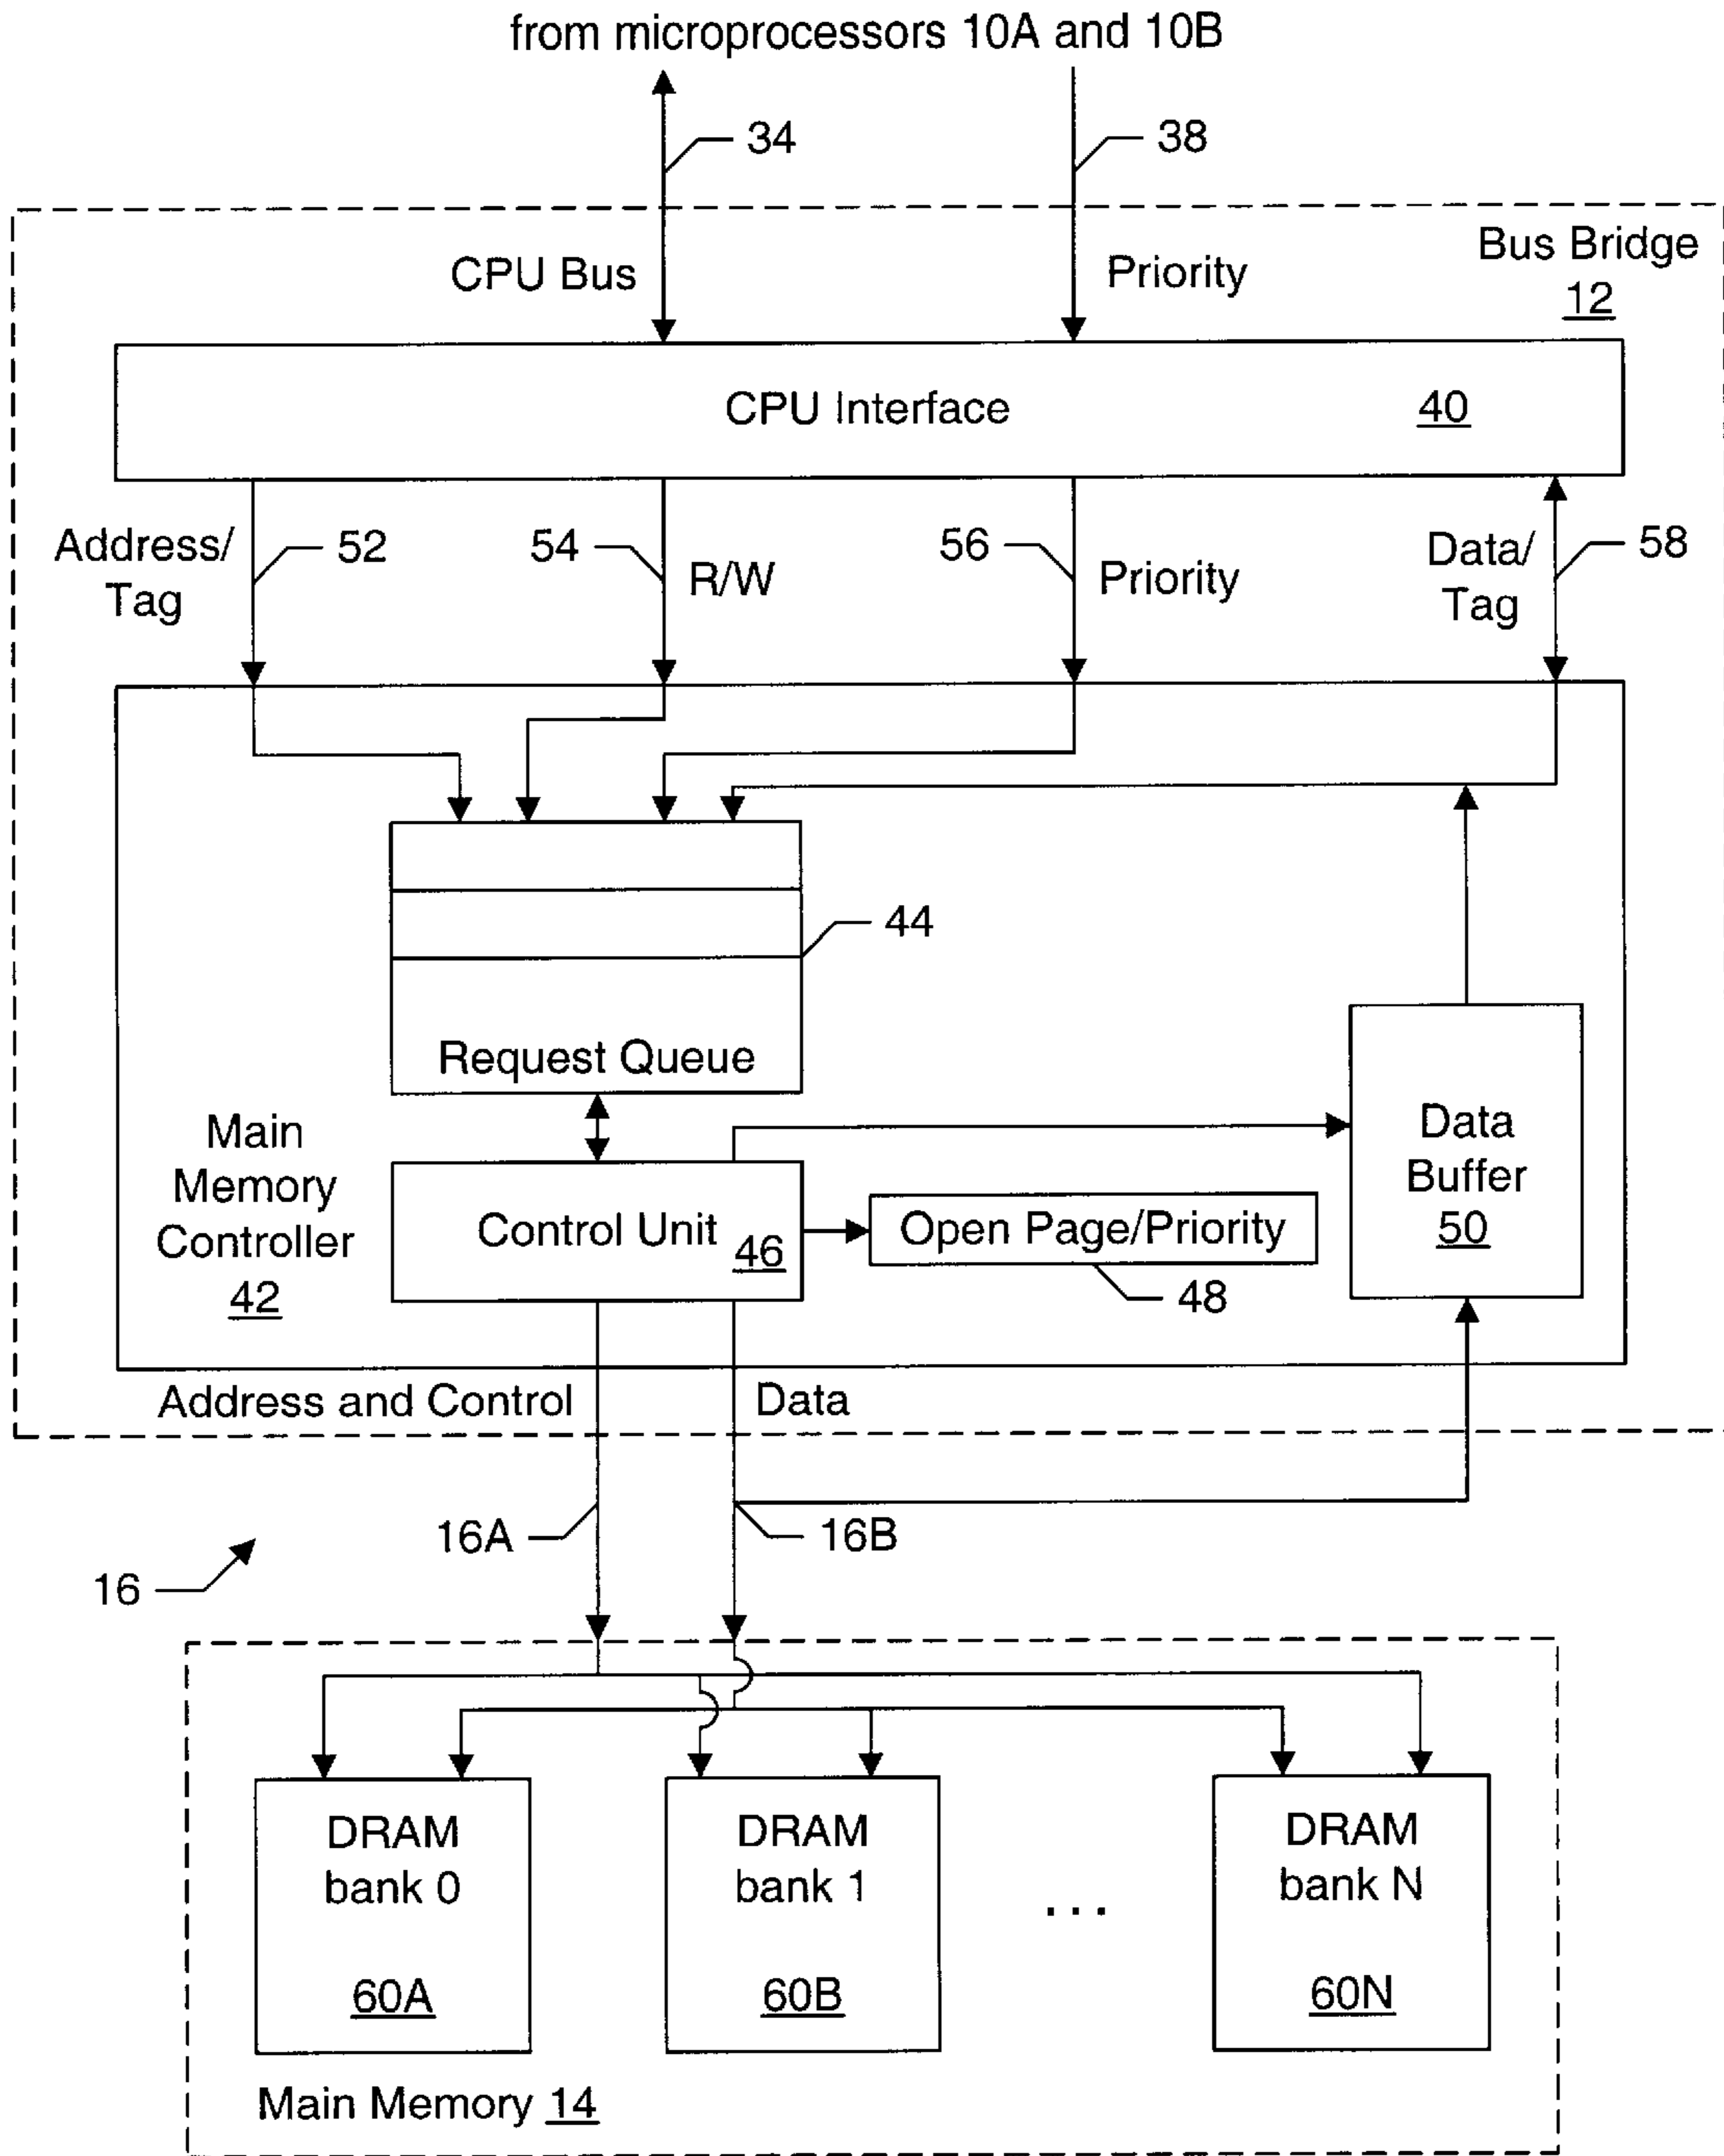 from microprocessors 10A and 10B
34
38
Bus Bridge
12
CPU Bus
Priority
CPU Interface
40
Address/
Tag
52
54
R/W
56
Priority
Data/
Tag
58
44
Request Queue
Main
Memory
Controller
42
Control Unit
46
Open Page/Priority
48
Data
Buffer
50
Address and Control
Data
16A
16B
16
DRAM
bank 0
60A
DRAM
bank 1
60B
...
DRAM
bank N
60N
Main Memory 14